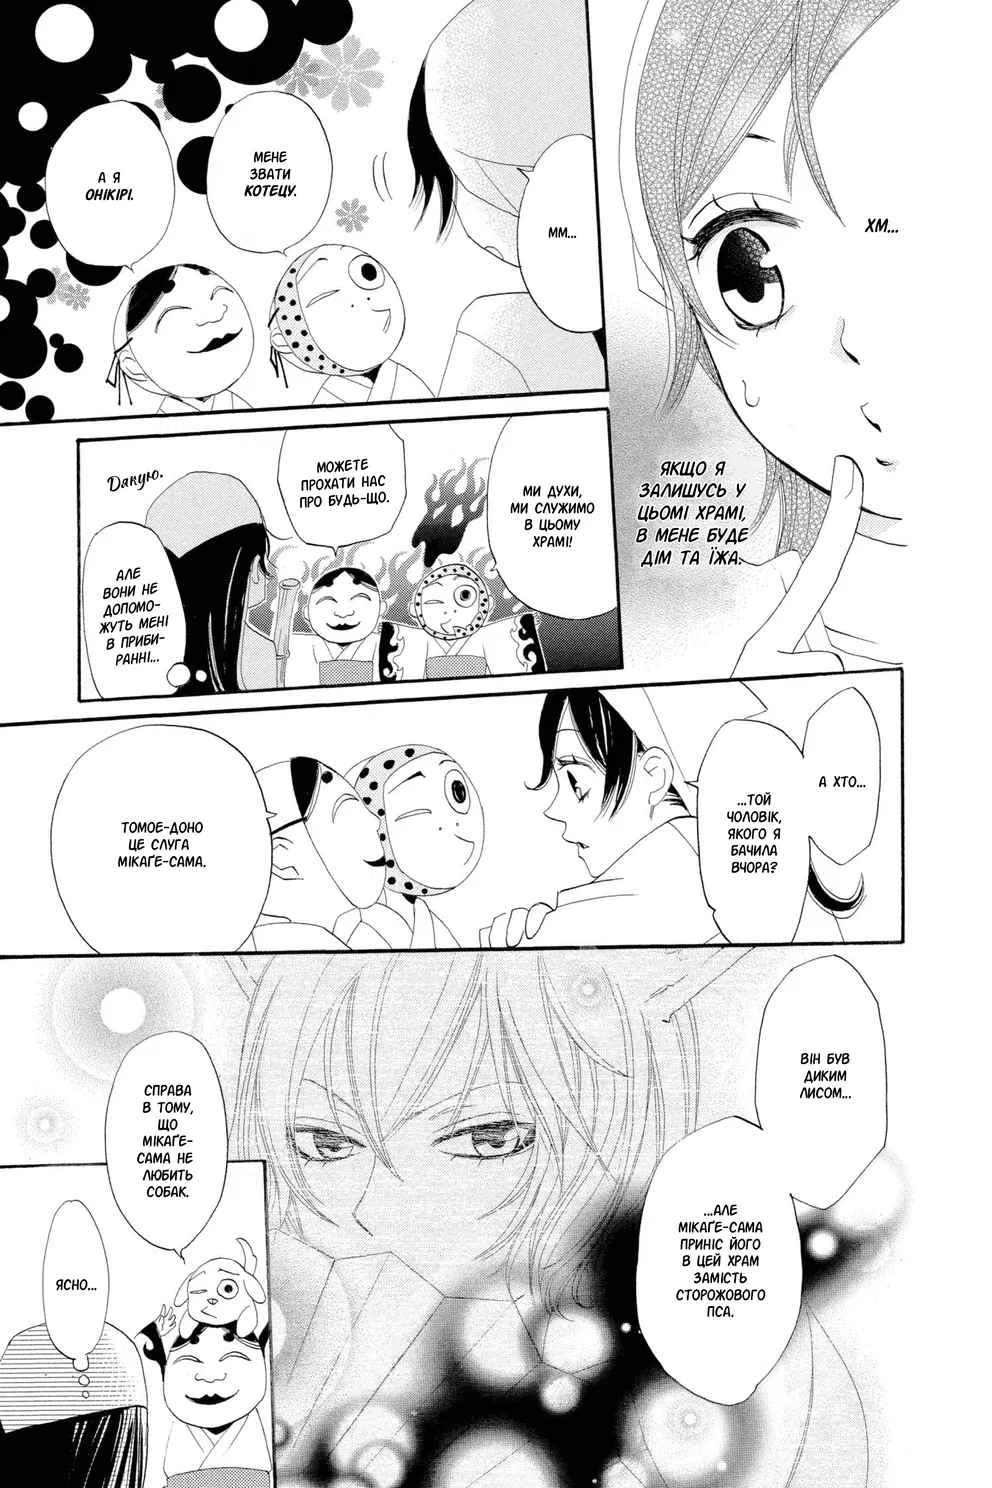 ХМ...
ЯКЩО Я
ЗАЛИШУСЬ У
ЦЬОМІ ХРАМІ,
В МЕНЕ БУДЕ
ДІМ ТА ЇЖА.
ММ...
МЕНЕ
ЗВАТИ
КОТЕЦУ.
А Я
ОНІКІРІ.
МИ ДУХИ,
МИ СЛУЖИМО
В ЦЬОМУ
ХРАМІ!
МОЖЕТЕ
ПРОХАТИ НАС
ПРО БУДЬ-ЩО.
Дякую.
АЛЕ
ВОНИ НЕ
ДОПОМО-
ЖУТЬ МЕНІ
В ПРИБИ-
РАННІ...
А ХТО...
...ТОЙ
ЧОЛОВІК,
ЯКОГО Я
БАЧИЛА
ВЧОРА?
ТОМОЕ-ДОНО
ЦЕ СЛУГА
МІКАҐЕ-САМА.
ВІН БУВ
ДИКИМ
ЛИСОМ...
...АЛЕ
МІКАҐЕ-САМА
ПРИНІС ЙОГО
В ЦЕЙ ХРАМ
ЗАМІСТЬ
СТОРОЖОВОГО
ПСА.
СПРАВА
В ТОМУ,
ЩО
МІКАҐЕ-
САМА НЕ
ЛЮБИТЬ
СОБАК.
ЯСНО...